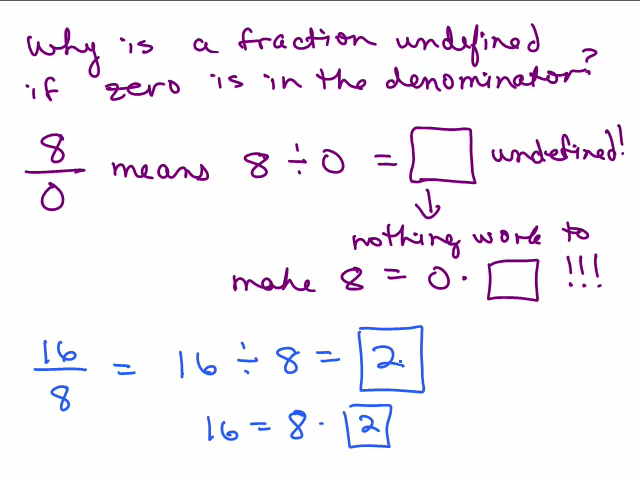 Why is a fraction undefined
if zero is in the denominator?
8/0 means 8 ÷ 0 = □ undefined!
↓
nothing work to
make 8 = 0 · □ !!!
16/8 = 16 ÷ 8 = 2
16 = 8 · 2